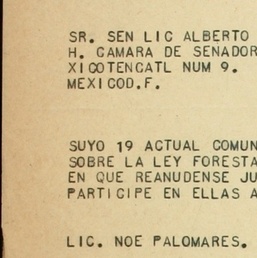 SR. SEN LIC ALBERTO
H. CAMARA DE SENADOR
XICOTENCATL NUM 9.
MEXICOD.F.
SUYO 19 ACTUAL COMUN
SOBRE LA LEY FORESTA
EN QUE REANUDENSE JU
PARTICIPE EN ELLAS A
LIC. NOE PALOMARES.